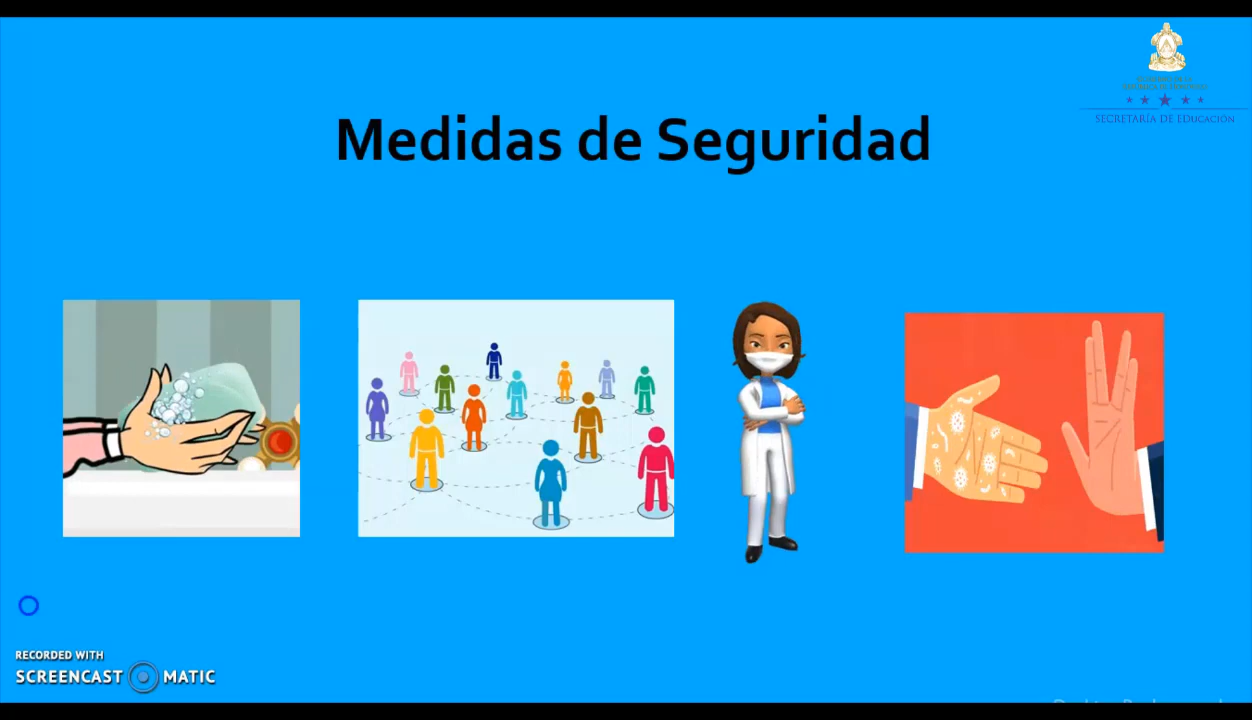 Medidas de Seguridad
SECRETARÍA DE EDUCACIÓN
RECORDED WITH
SCREENCAST MATIC